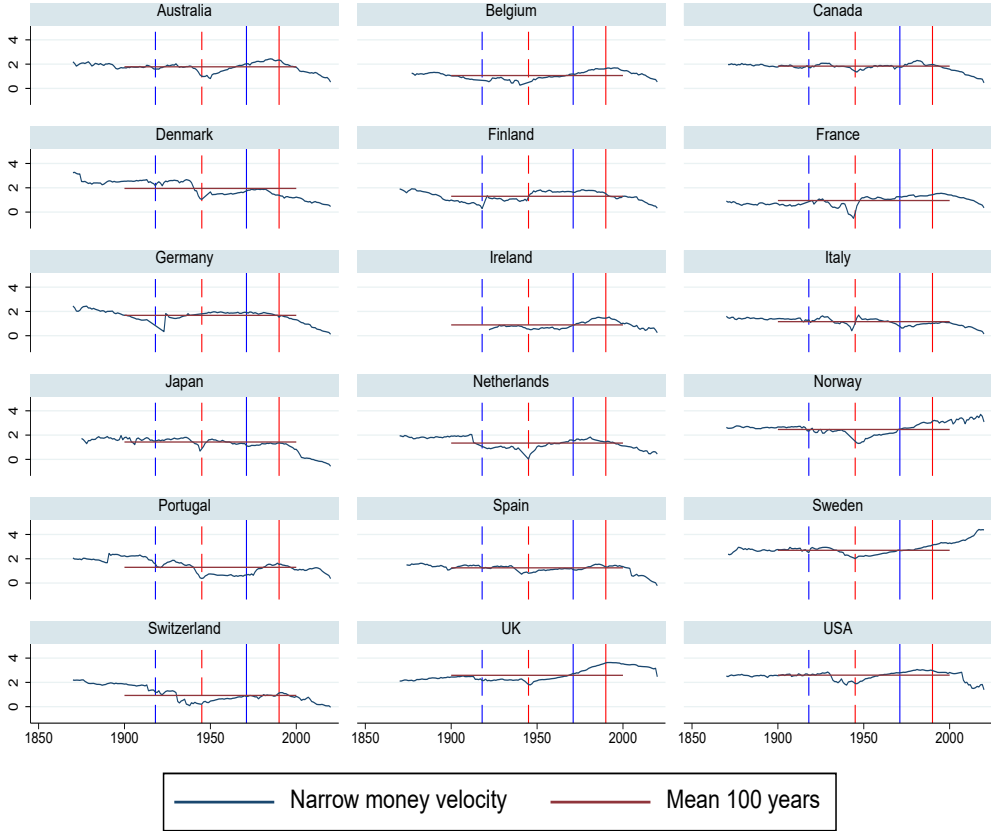 Australia Belgium Canada
4
2
0
Denmark Finland France
4
2
0
Germany Ireland Italy
4
2
0
Japan Netherlands Norway
4
2
0
Portugal Spain Sweden
4
2
0
Switzerland UK USA
4
2
0
1850 1900 1950 2000 1850 1900 1950 2000 1850 1900 1950 2000
Narrow money velocity Mean 100 years